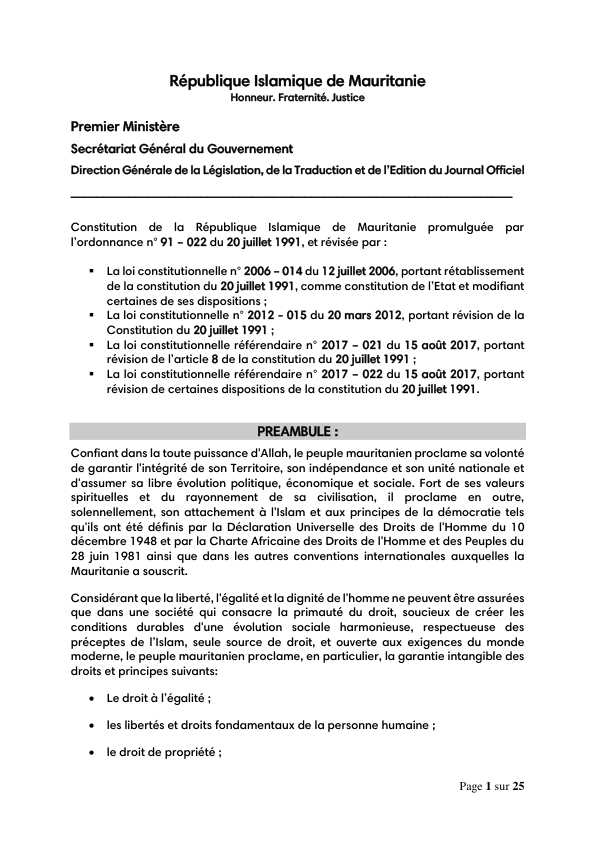 République Islamique de Mauritanie
Honneur. Fraternité. Justice
Premier Ministère
Secrétariat Général du Gouvernement
Direction Générale de la Législation, de la Traduction et de l'Edition du Journal Officiel
Constitution de la République Islamique de Mauritanie promulguée par
l'ordonnance n° 91 – 022 du 20 juillet 1991, et révisée par :
▪ La loi constitutionnelle n° 2006 – 014 du 12 juillet 2006, portant rétablissement
de la constitution du 20 juillet 1991, comme constitution de l'Etat et modifiant
certaines de ses dispositions ;
▪ La loi constitutionnelle n° 2012 - 015 du 20 mars 2012, portant révision de la
Constitution du 20 juillet 1991 ;
▪ La loi constitutionnelle référendaire n° 2017 – 021 du 15 août 2017, portant
révision de l'article 8 de la constitution du 20 juillet 1991 ;
▪ La loi constitutionnelle référendaire n° 2017 – 022 du 15 août 2017, portant
révision de certaines dispositions de la constitution du 20 juillet 1991.
PREAMBULE :
Confiant dans la toute puissance d'Allah, le peuple mauritanien proclame sa volonté
de garantir l'intégrité de son Territoire, son indépendance et son unité nationale et
d'assumer sa libre évolution politique, économique et sociale. Fort de ses valeurs
spirituelles et du rayonnement de sa civilisation, il proclame en outre,
solennellement, son attachement à l'Islam et aux principes de la démocratie tels
qu'ils ont été définis par la Déclaration Universelle des Droits de l'Homme du 10
décembre 1948 et par la Charte Africaine des Droits de l'Homme et des Peuples du
28 juin 1981 ainsi que dans les autres conventions internationales auxquelles la
Mauritanie a souscrit.
Considérant que la liberté, l'égalité et la dignité de l'homme ne peuvent être assurées
que dans une société qui consacre la primauté du droit, soucieux de créer les
conditions durables d'une évolution sociale harmonieuse, respectueuse des
préceptes de l'Islam, seule source de droit, et ouverte aux exigences du monde
moderne, le peuple mauritanien proclame, en particulier, la garantie intangible des
droits et principes suivants:
• Le droit à l'égalité ;
• les libertés et droits fondamentaux de la personne humaine ;
• le droit de propriété ;
Page 1 sur 25